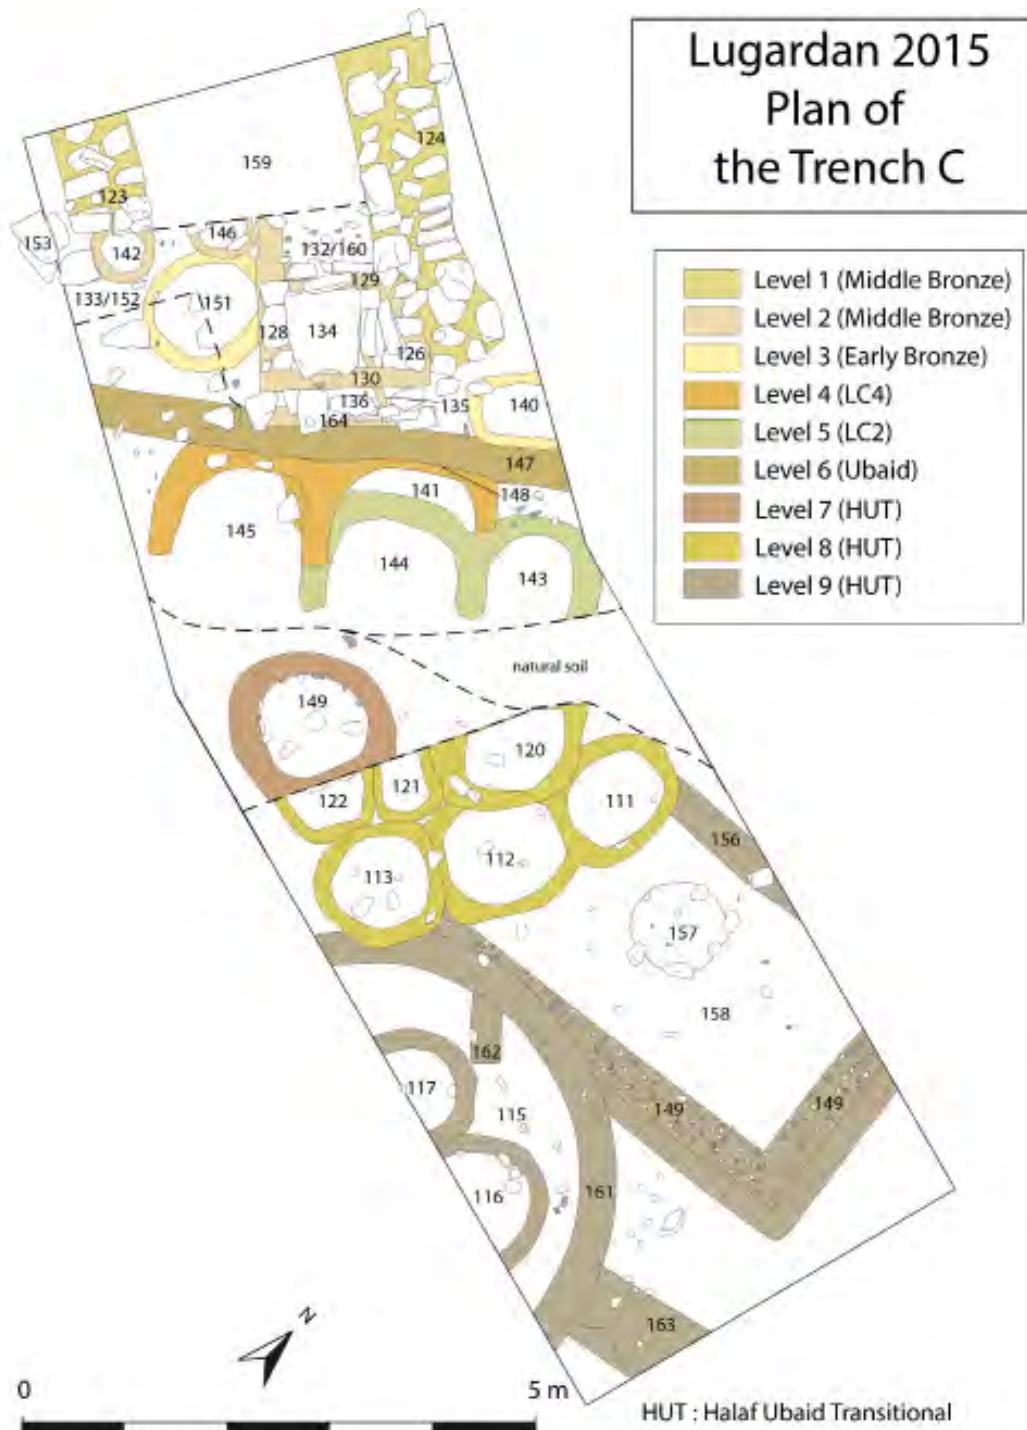 Lugardan 2015
Plan of
the Trench C
Level 1 (Middle Bronze)
Level 2 (Middle Bronze)
Level 3 (Early Bronze)
Level 4 (LC4)
Level 5 (LC2)
Level 6 (Ubaid)
Level 7 (HUT)
Level 8 (HUT)
Level 9 (HUT)
124
159
123
153
142
146
132/160
133/152
151
129
128
134
126
130
136
135
140
164
147
141
148
145
144
143
natural soil
149
120
121
122
111
156
112
113
157
158
162
117
115
149
149
116
161
163
N
0
5 m
HUT : Halaf Ubaid Transitional